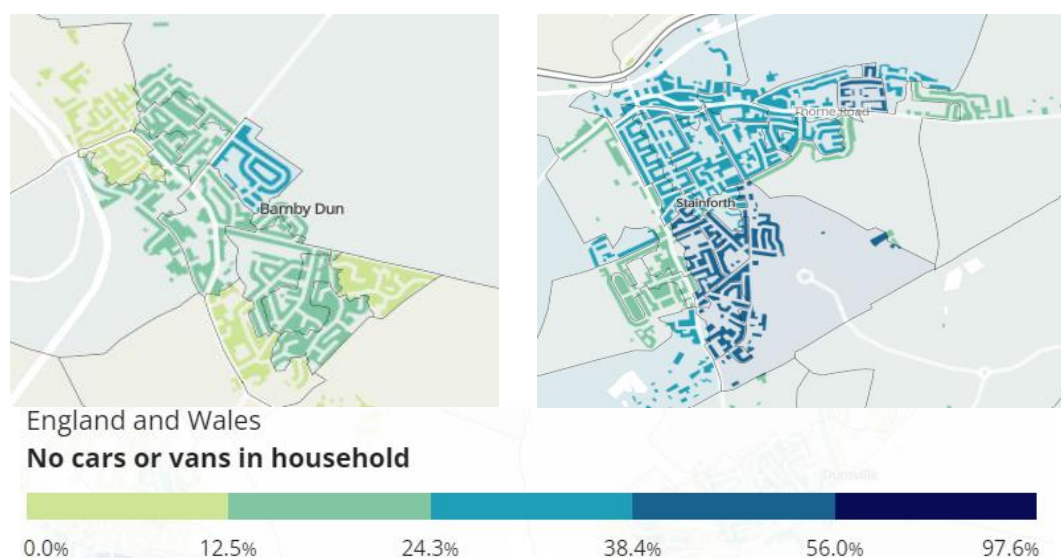 Barnby Dun
Thorne Road
Stainforth
England and Wales
No cars or vans in household
Dunsville
0.0%
12.5%
24.3%
38.4%
56.0%
97.6%